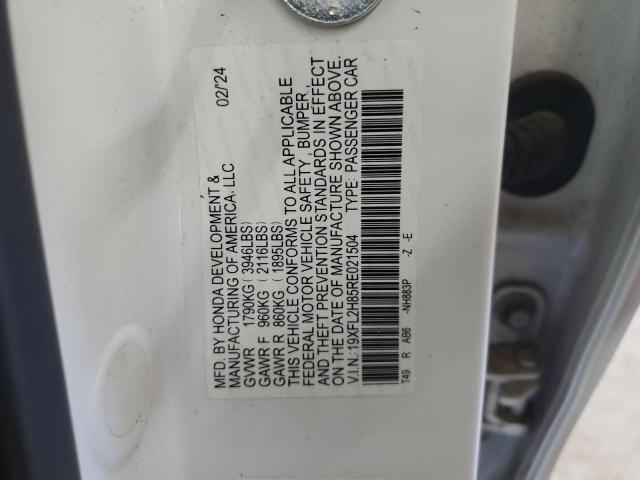 MFD. BY HONDA DEVELOPMENT & 02/'24
MANUFACTURING OF AMERICA, LLC
GVWR 1790KG ( 3946LBS)
GAWR F 960KG ( 2116LBS)
GAWR R 860KG ( 1895LBS)
THIS VEHICLE CONFORMS TO ALL APPLICABLE
FEDERAL MOTOR VEHICLE SAFETY, BUMPER,
AND THEFT PREVENTION STANDARDS IN EFFECT
ON THE DATE OF MANUFACTURE SHOWN ABOVE.
V.I.N.: 19XFL2H85RE021504 TYPE: PASSENGER CAR
T49 R AB6 -NH883P -Z -E